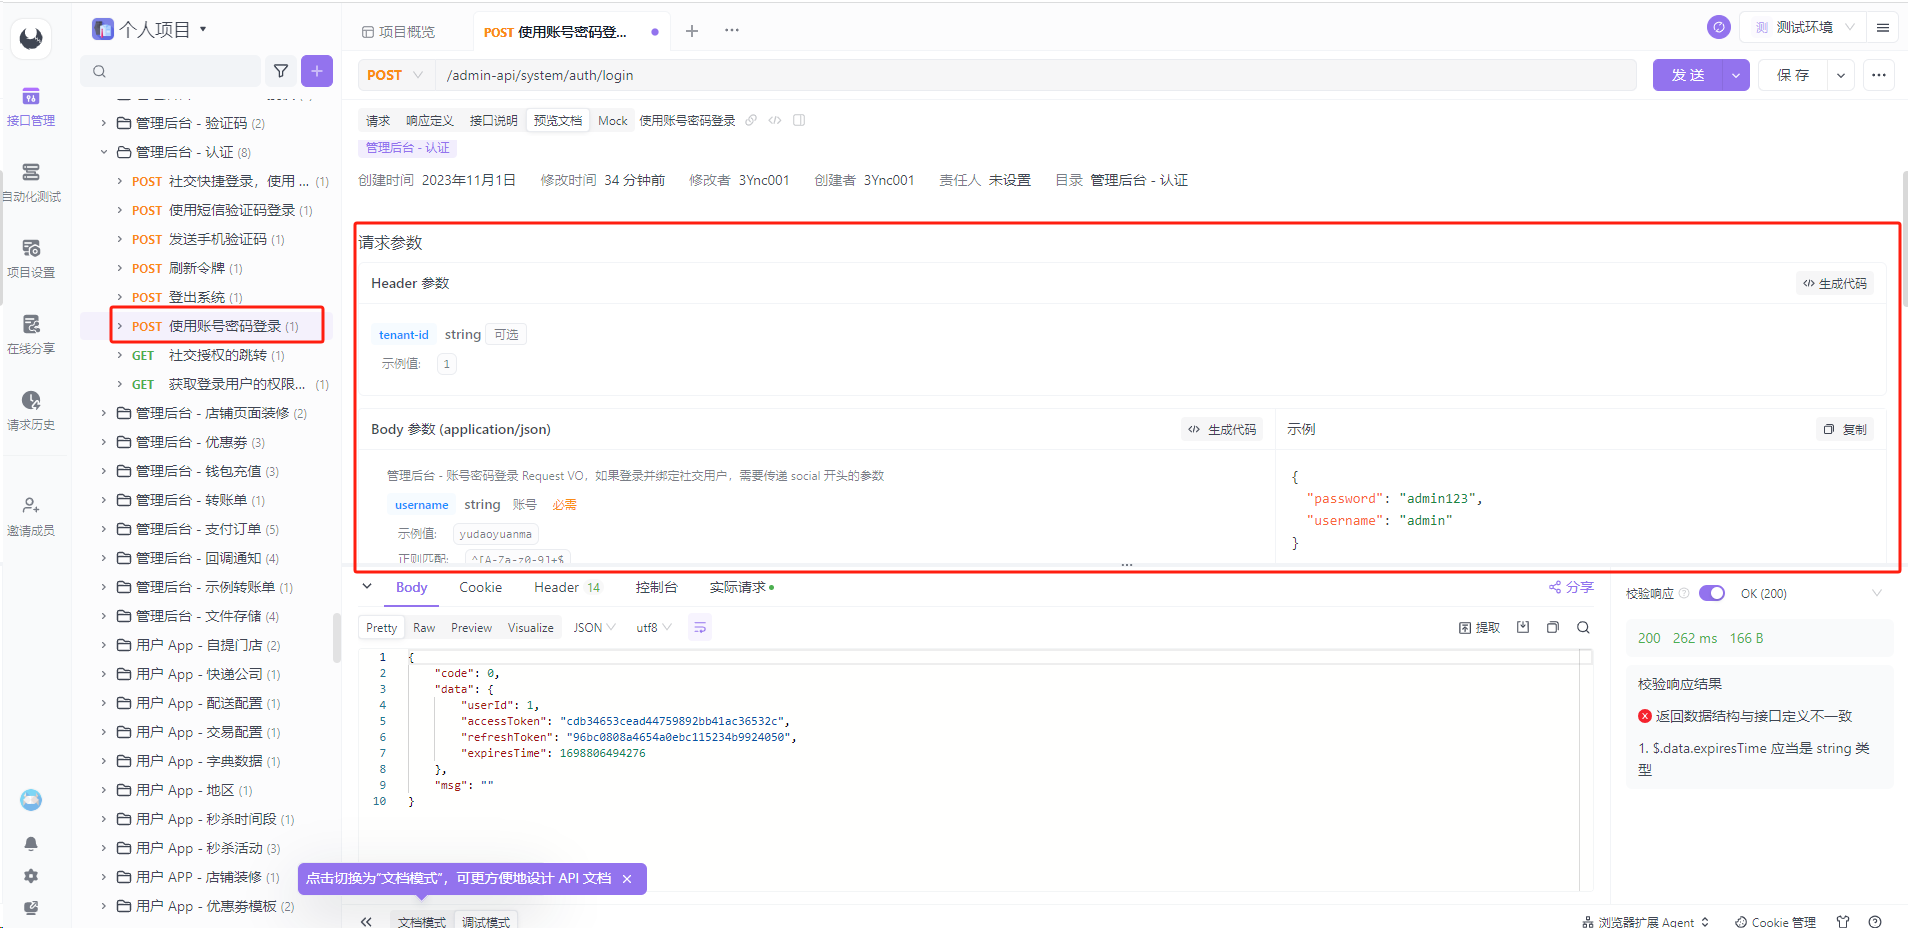 个人项目
项目概览
POST 使用账号密码登...
测 测试环境
POST
/admin-api/system/auth/login
发 送
保 存
接口管理
自动化测试
项目设置
在线分享
请求历史
邀请成员
管理后台 - 验证码 (2)
管理后台 - 认证 (8)
POST 社交快捷登录，使用 ... (1)
POST 使用短信验证码登录 (1)
POST 发送手机验证码 (1)
POST 刷新令牌 (1)
POST 登出系统 (1)
POST 使用账号密码登录 (1)
GET 社交授权的跳转 (1)
GET 获取登录用户的权限... (1)
管理后台 - 店铺页面装修 (2)
管理后台 - 优惠劵 (3)
管理后台 - 钱包充值 (3)
管理后台 - 转账单 (1)
管理后台 - 支付订单 (5)
管理后台 - 回调通知 (4)
管理后台 - 示例转账单 (1)
管理后台 - 文件存储 (4)
用户 App - 自提门店 (2)
用户 App - 快递公司 (1)
用户 App - 配送配置 (1)
用户 App - 交易配置 (1)
用户 App - 字典数据 (1)
用户 App - 地区 (1)
用户 App - 秒杀时间段 (1)
用户 App - 秒杀活动 (3)
用户 APP - 店铺装修 (1)
用户 App - 优惠劵模板 (2)
请求 响应定义 接口说明 预览文档 Mock 使用账号密码登录
管理后台 - 认证
创建时间 2023年11月1日 修改时间 34 分钟前 修改者 3Ync001 创建者 3Ync001 责任人 未设置 目录 管理后台 - 认证
请求参数
Header 参数
生成代码
tenant-id string 可选
示例值: 1
Body 参数 (application/json)
生成代码
管理后台 - 账号密码登录 Request VO，如果登录并绑定社交用户，需要传递 social 开头的参数
username string 账号 必需
示例值: yudaoyuanma
正则匹配: ^[A-Za-z0-9]+$
示例
复制
{
"password": "admin123",
"username": "admin"
}
Body Cookie Header 14 控制台 实际请求
分享
Pretty Raw Preview Visualize JSON utf8
提取
1 {
2 "code": 0,
3 "data": {
4 "userId": 1,
5 "accessToken": "cdb34653cead44759892bb41ac36532c",
6 "refreshToken": "96bc0808a4654a0ebc115234b9924050",
7 "expiresTime": 1698806494276
8 },
9 "msg": ""
10 }
校验响应 OK (200)
200 262 ms 166 B
校验响应结果
返回数据结构与接口定义不一致
1. $.data.expiresTime 应当是 string 类
型
点击切换为"文档模式"，可更方便地设计 API 文档
文档模式 调试模式
浏览器扩展 Agent
Cookie 管理